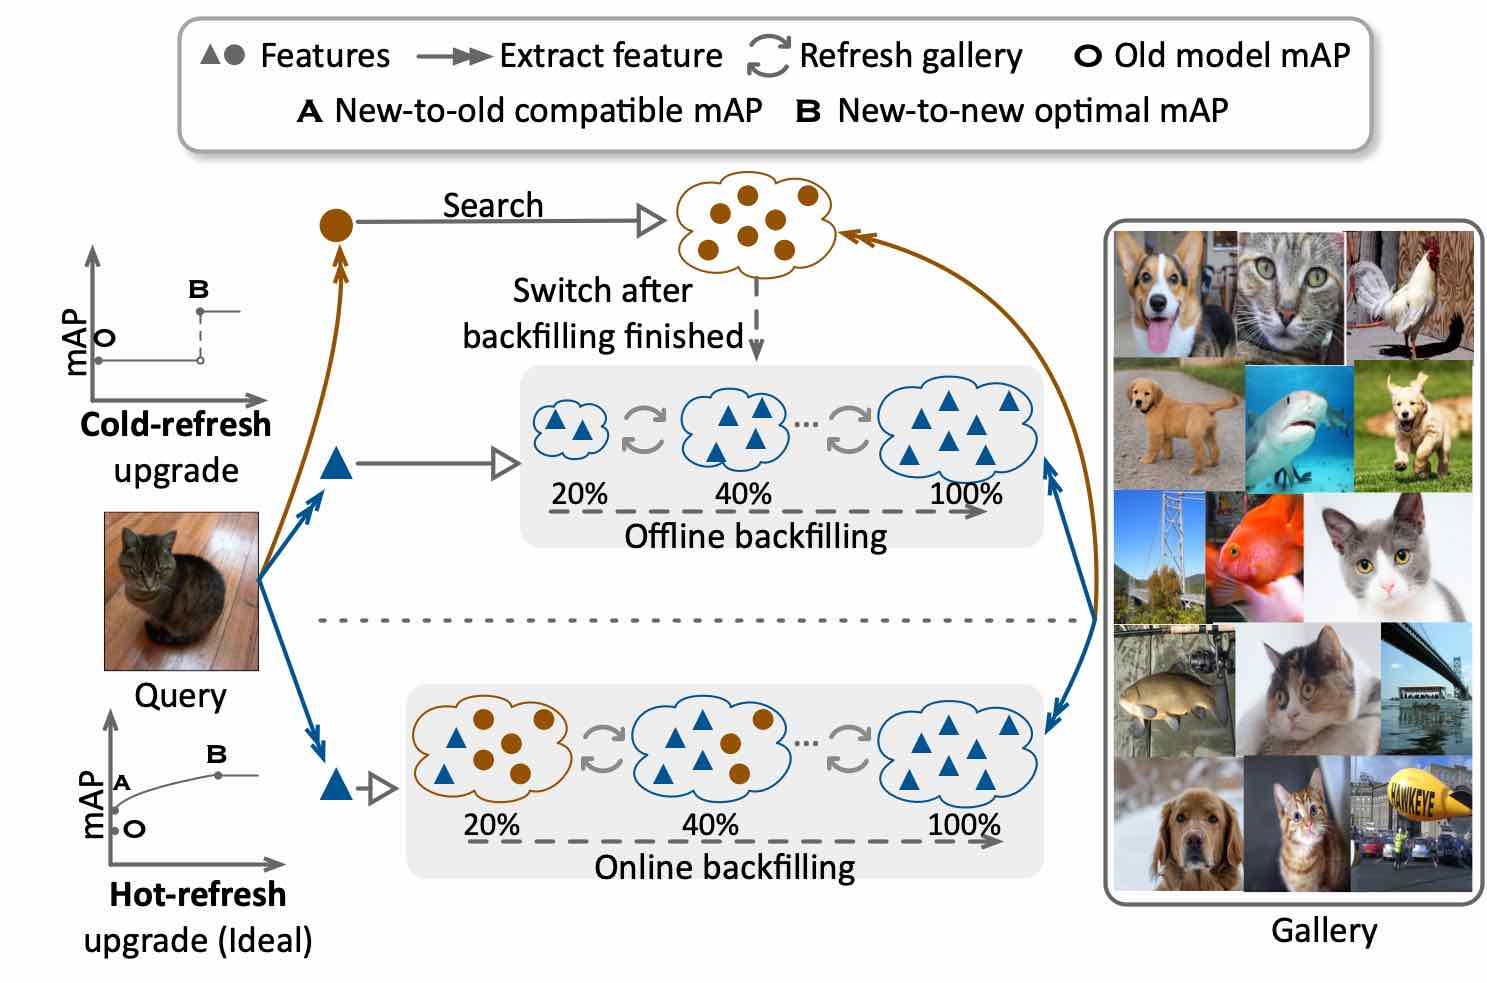 Features Extract feature Refresh gallery O Old model mAP
A New-to-old compatible mAP B New-to-new optimal mAP
Search
Switch after
backfilling finished
B
O
mAP
Cold-refresh
upgrade
20% 40% ... 100%
Offline backfilling
Query
B
A
O
mAP
Hot-refresh
upgrade (Ideal)
20% 40% ... 100%
Online backfilling
HAWKEYE
Gallery